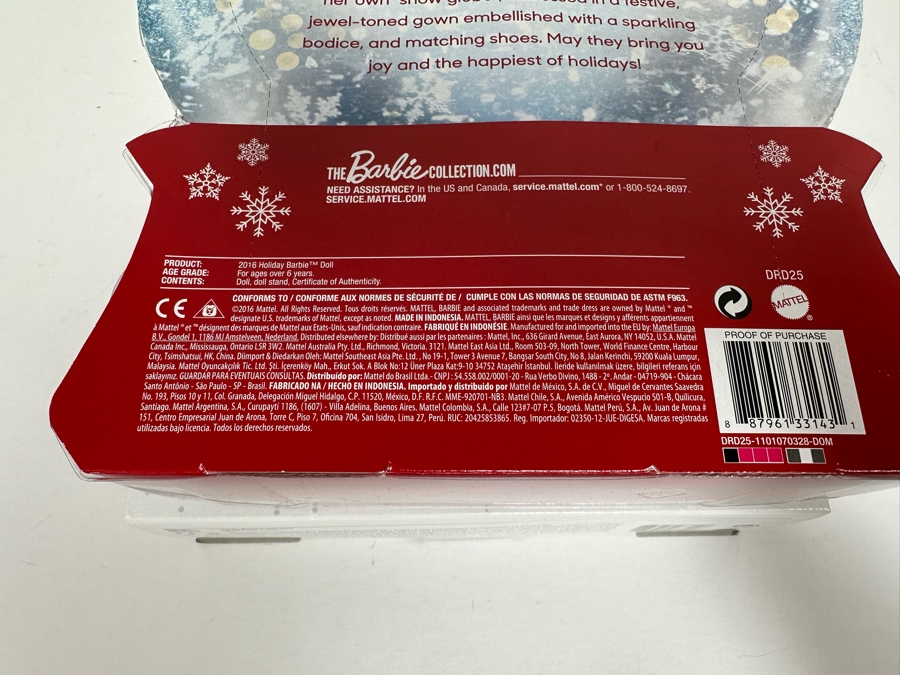 her own snow globe
jewel-toned gown embellished with a sparkling
bodice, and matching shoes. May they bring you
joy and the happiest of holidays!
THE Barbie COLLECTION.COM
NEED ASSISTANCE? In the US and Canada, service.mattel.com* or 1-800-524-8697.
SERVICE.MATTEL.COM
PRODUCT: 2016 Holiday Barbie™ Doll
AGE GRADE: For ages over 6 years.
CONTENTS: Doll, doll stand, Certificate of Authenticity.
DRD25
MATTEL ®
CE
CONFORMS TO / CONFORME AUX NORMES DE SÉCURITÉ DE / CUMPLE CON LAS NORMAS DE SEGURIDAD DE ASTM F963.
©2016 Mattel. All Rights Reserved. Tous droits réservés. MATTEL, BARBIE and associated trademarks and trade dress are owned by Mattel ™ and ™
designate U.S. trademarks of Mattel, except as noted. MADE IN INDONESIA. MATTEL, BARBIE ainsi que les marques et designs y afférents appartiennent
à Mattel ™ et ™ désignent des marques de Mattel aux États-Unis, sauf indication contraire. FABRIQUÉ EN INDONÉSIE. Manufactured for and imported into the EU by: Mattel Europa
B.V., Gondel 1, 1186 MJ Amstelveen, Nederland. Distributed elsewhere by: Distribué autre part par les partenaires : Mattel, Inc., 636 Girard Avenue, East Aurora, NY 14052, U.S.A. Mattel
Canada Inc., Mississauga, Ontario L5R 3W2. Mattel Australia Pty. Ltd., Richmond, Victoria. 3121. Mattel East Asia Ltd., Room 503-09, North Tower, World Finance Centre, Harbour
City, Tsimshatsui, HK, China. Diimport & Diedarkan Oleh: Mattel Southeast Asia Pte. Ltd., No 19-1, Tower 3 Avenue 7, Bangsar South City, No 8, Jalan Kerinchi, 59200 Kuala Lumpur,
Malaysia. Mattel Oyuncakçılık Tic. Ltd. Şti. İçerenköy Mah., Erkut Sok. A Blok No:12 Üner Plaza Kat:9-10 34752 Ataşehir İstanbul. İleride kullanılmak üzere, bilgileri referans için
saklayınız. GUARDAR PARA EVENTUAIS CONSULTAS. Distribuído por: Mattel do Brasil Ltda.- CNPJ : 54.558.002/0001-20 - Rua Verbo Divino, 1488 - 2º. Andar - 04719-904 - Chácara
Santo Antônio - São Paulo - SP - Brasil. FABRICADO NA / HECHO EN INDONESIA. Importado y distribuido por Mattel de México, S.A. de C.V., Miguel de Cervantes Saavedra
No. 193, Pisos 10 y 11, Col. Granada, Delegación Miguel Hidalgo, C.P. 11520, México, D.F. R.F.C. MME-920701-NB3. Mattel Chile, S.A., Avenida Américo Vespucio 501-B, Quilicura,
Santiago. Mattel Argentina, S.A., Curupaytí 1186, (1607) - Villa Adelina, Buenos Aires. Mattel Colombia, S.A., Calle 123#7-07 P.5, Bogotá. Mattel Perú, S.A., Av. Juan de Arona #
151, Centro Empresarial Juan de Arona, Torre C, Piso 7, Oficina 704, San Isidro, Lima 27, Perú. RUC: 20425853865. Reg. Importador: 02350-12-JUE-DIGESA. Marcas registradas
utilizadas bajo licencia. Todos los derechos reservados.
PROOF OF PURCHASE
8 87961 33143 1
DRD25-1101070328-DOM